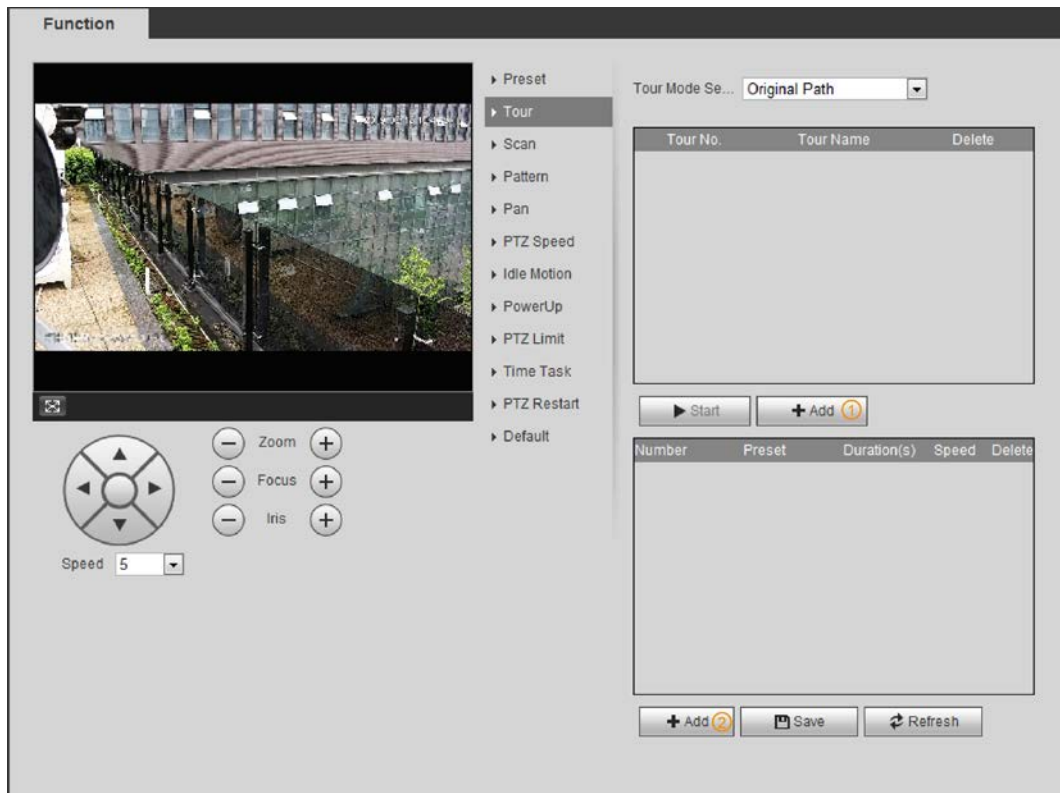 Function
Preset
Tour
Scan
Pattern
Pan
PTZ Speed
Idle Motion
PowerUp
PTZ Limit
Time Task
PTZ Restart
Default
Zoom
Focus
Iris
Speed 5
Tour Mode Se... Original Path
Tour No. Tour Name Delete
Start Add 1
Number Preset Duration(s) Speed Delete
Add 2 Save Refresh